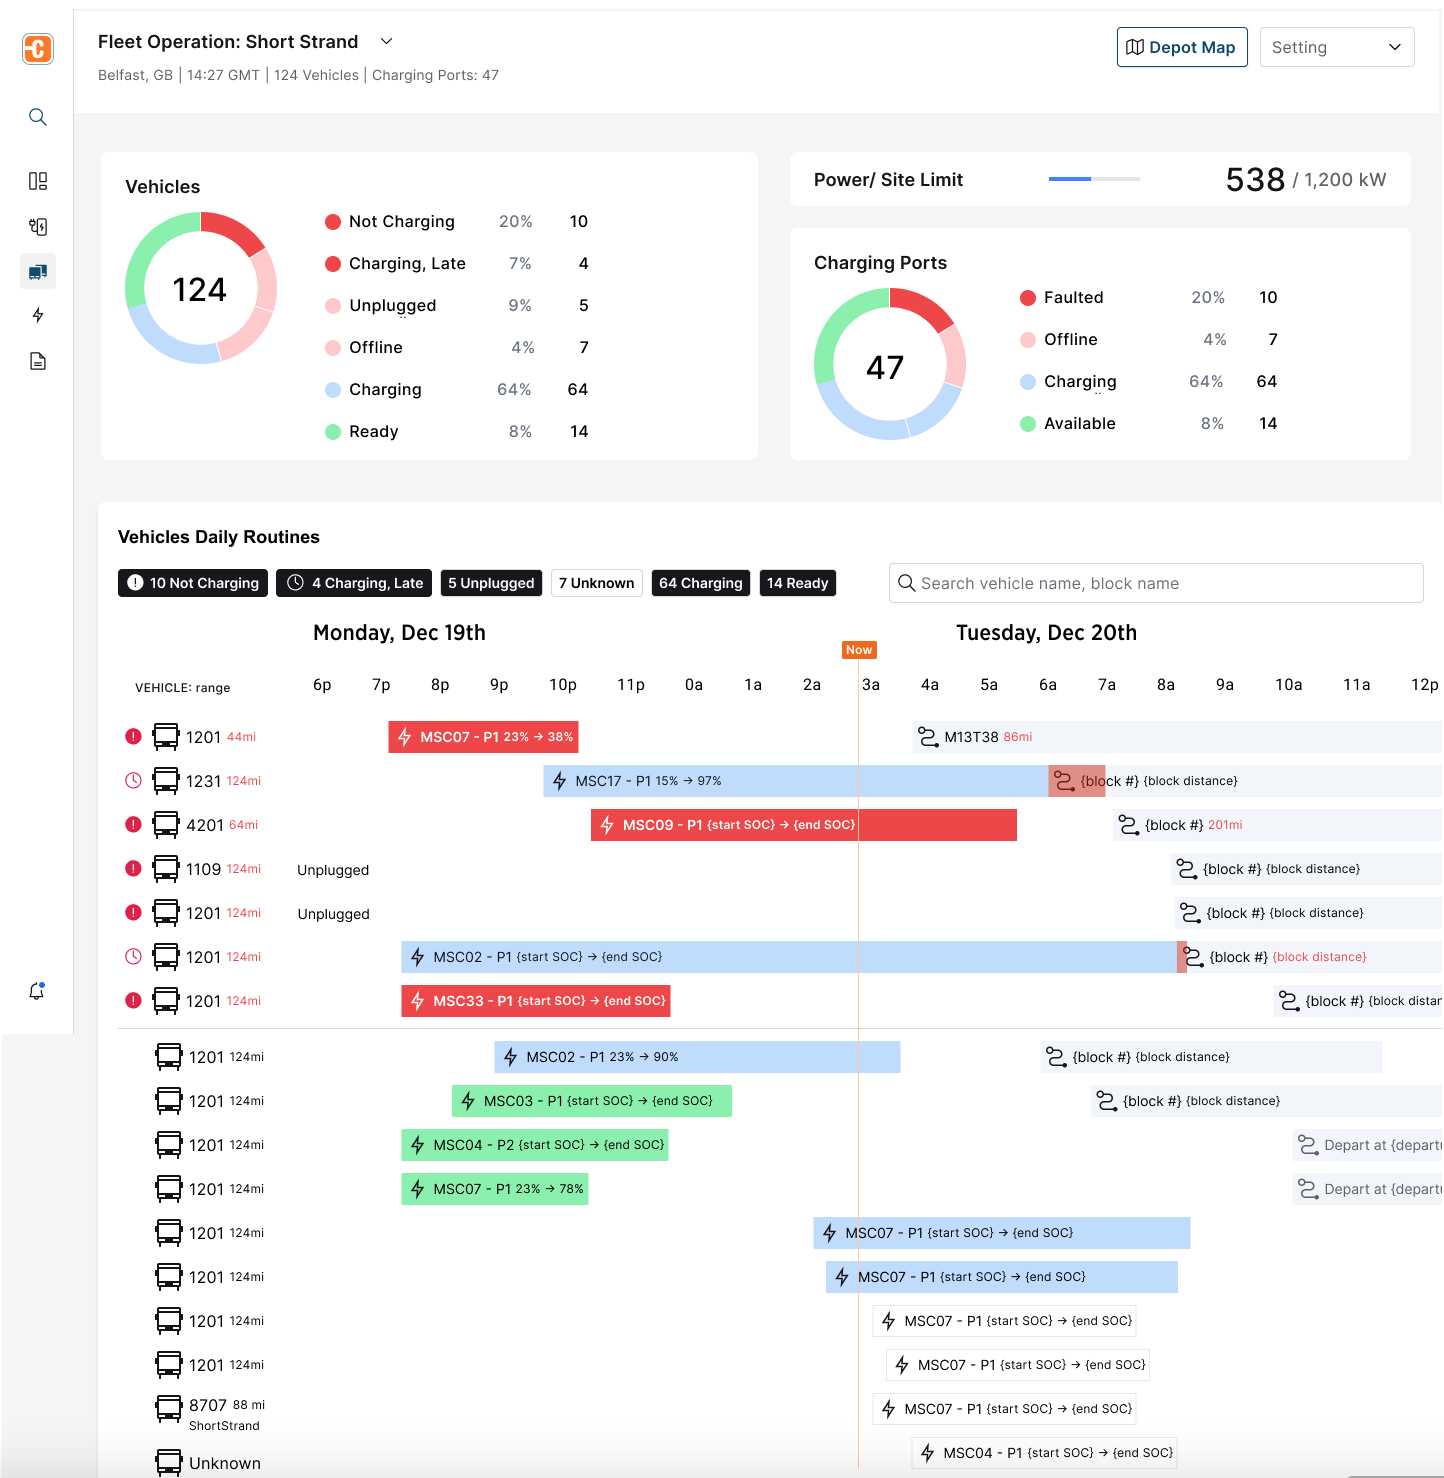 Fleet Operation: Short Strand
Belfast, GB | 14:27 GMT | 124 Vehicles | Charging Ports: 47
Depot Map
Setting
Vehicles
124
Not Charging 20% 10
Charging, Late 7% 4
Unplugged 9% 5
Offline 4% 7
Charging 64% 64
Ready 8% 14
Power/ Site Limit
538 / 1,200 kW
Charging Ports
47
Faulted 20% 10
Offline 4% 7
Charging 64% 64
Available 8% 14
Vehicles Daily Routines
10 Not Charging
4 Charging, Late
5 Unplugged
7 Unknown
64 Charging
14 Ready
Search vehicle name, block name
Monday, Dec 19th
Tuesday, Dec 20th
Now
VEHICLE: range
6p 7p 8p 9p 10p 11p 0a 1a 2a 3a 4a 5a 6a 7a 8a 9a 10a 11a 12p
1201 44mi MSC07 - P1 23% → 38% M13T38 86mi
1231 124mi MSC17 - P1 15% → 97% {block #} {block distance}
4201 64mi MSC09 - P1 {start SOC} → {end SOC} {block #} 201mi
1109 124mi Unplugged {block #} {block distance}
1201 124mi Unplugged {block #} {block distance}
1201 124mi MSC02 - P1 {start SOC} → {end SOC} {block #} {block distance}
1201 124mi MSC33 - P1 {start SOC} → {end SOC} {block #} {block distan
1201 124mi MSC02 - P1 23% → 90% {block #} {block distance}
1201 124mi MSC03 - P1 {start SOC} → {end SOC} {block #} {block distance}
1201 124mi MSC04 - P2 {start SOC} → {end SOC} Depart at {departu
1201 124mi MSC07 - P1 23% → 78% Depart at {departu
1201 124mi MSC07 - P1 {start SOC} → {end SOC}
1201 124mi MSC07 - P1 {start SOC} → {end SOC}
1201 124mi MSC07 - P1 {start SOC} → {end SOC}
1201 124mi MSC07 - P1 {start SOC} → {end SOC}
8707 88 mi MSC07 - P1 {start SOC} → {end SOC}
ShortStrand
Unknown MSC04 - P1 {start SOC} → {end SOC}